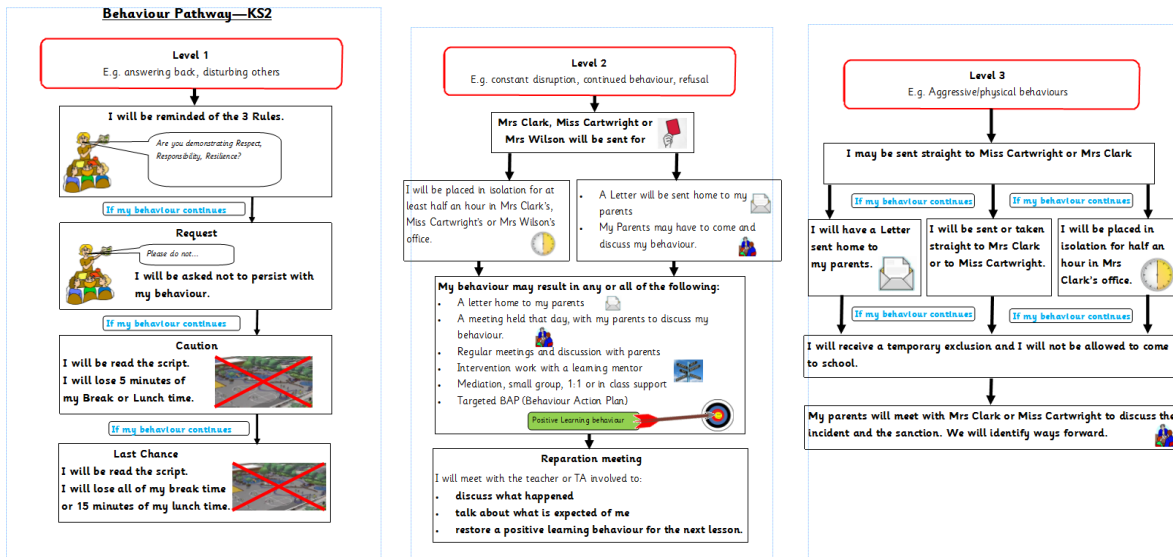 Behaviour Pathway—KS2
Level 1
E.g. answering back, disturbing others
I will be reminded of the 3 Rules.
Are you demonstrating Respect,
Responsibility, Resilience?
If my behaviour continues
Request
Please do not...
I will be asked not to persist with
my behaviour.
If my behaviour continues
Caution
I will be read the script.
I will lose 5 minutes of
my Break or Lunch time.
If my behaviour continues
Last Chance
I will be read the script.
I will lose all of my break time
or 15 minutes of my lunch time.
Level 2
E.g. constant disruption, continued behaviour, refusal
Mrs Clark, Miss Cartwright or
Mrs Wilson will be sent for
I will be placed in isolation for at
least half an hour in Mrs Clark's,
Miss Cartwright's or Mrs Wilson's
office.
• A Letter will be sent home to my
parents
• My Parents may have to come and
discuss my behaviour.
My behaviour may result in any or all of the following:
• A letter home to my parents
• A meeting held that day, with my parents to discuss my
behaviour.
• Regular meetings and discussion with parents
• Intervention work with a learning mentor
• Mediation, small group, 1:1 or in class support
• Targeted BAP (Behaviour Action Plan)
Positive Learning behaviour
Reparation meeting
I will meet with the teacher or TA involved to:
• discuss what happened
• talk about what is expected of me
• restore a positive learning behaviour for the next lesson.
Level 3
E.g. Aggressive/physical behaviours
I may be sent straight to Miss Cartwright or Mrs Clark
If my behaviour continues
If my behaviour continues
I will have a Letter
sent home to
my parents.
I will be sent or taken
straight to Mrs Clark
or to Miss Cartwright.
I will be placed in
isolation for half an
hour in Mrs
Clark's office.
If my behaviour continues
If my behaviour continues
I will receive a temporary exclusion and I will not be allowed to come
to school.
My parents will meet with Mrs Clark or Miss Cartwright to discuss the
incident and the sanction. We will identify ways forward.